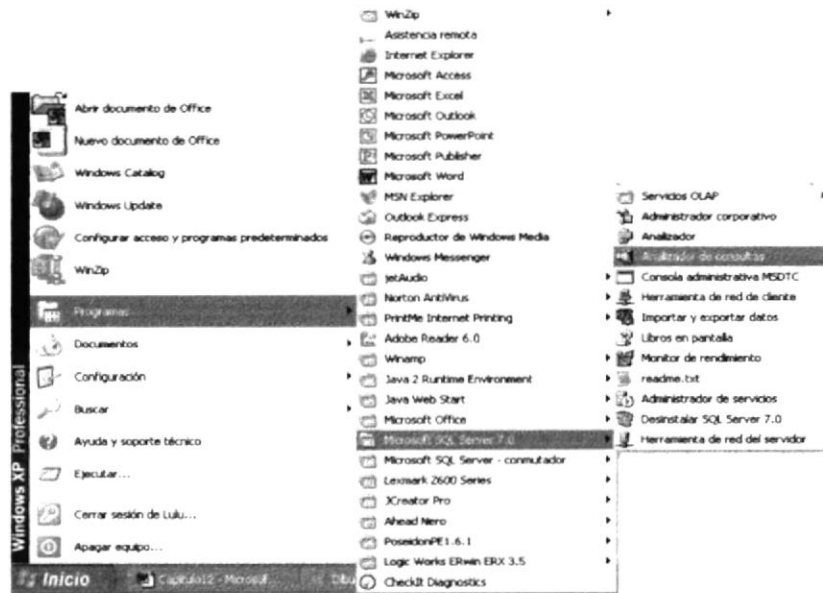 Abrir documento de Office
Nuevo documento de Office
Windows Catalog
Windows Update
Configurar acceso y programas predeterminados
WinZip
Programas
Documentos
Configuración
Buscar
Ayuda y soporte técnico
Ejecutar...
Cerrar sesión de Lulu...
Apagar equipo...
Windows XP Professional
Inicio
Capitulo12 - Microsof...
Dibu
WinZip
Asistencia remota
Internet Explorer
Microsoft Access
Microsoft Excel
Microsoft Outlook
Microsoft PowerPoint
Microsoft Publisher
Microsoft Word
MSN Explorer
Outlook Express
Reproductor de Windows Media
Windows Messenger
jetAudio
Norton AntiVirus
PrintMe Internet Printing
Adobe Reader 6.0
Winamp
Java 2 Runtime Environment
Java Web Start
Microsoft Office
Microsoft SQL Server 7.0
Microsoft SQL Server - conmutador
Lexmark Z600 Series
JCreator Pro
Ahead Nero
PoseidonPE1.6.1
Logic Works ERwin ERX 3.5
CheckIt Diagnostics
Servicios OLAP
Administrador corporativo
Analizador
Analizador de consultas
Consola administrativa MSDTC
Herramienta de red de cliente
Importar y exportar datos
Libros en pantalla
Monitor de rendimiento
readme.txt
Administrador de servicios
Desinstalar SQL Server 7.0
Herramienta de red del servidor